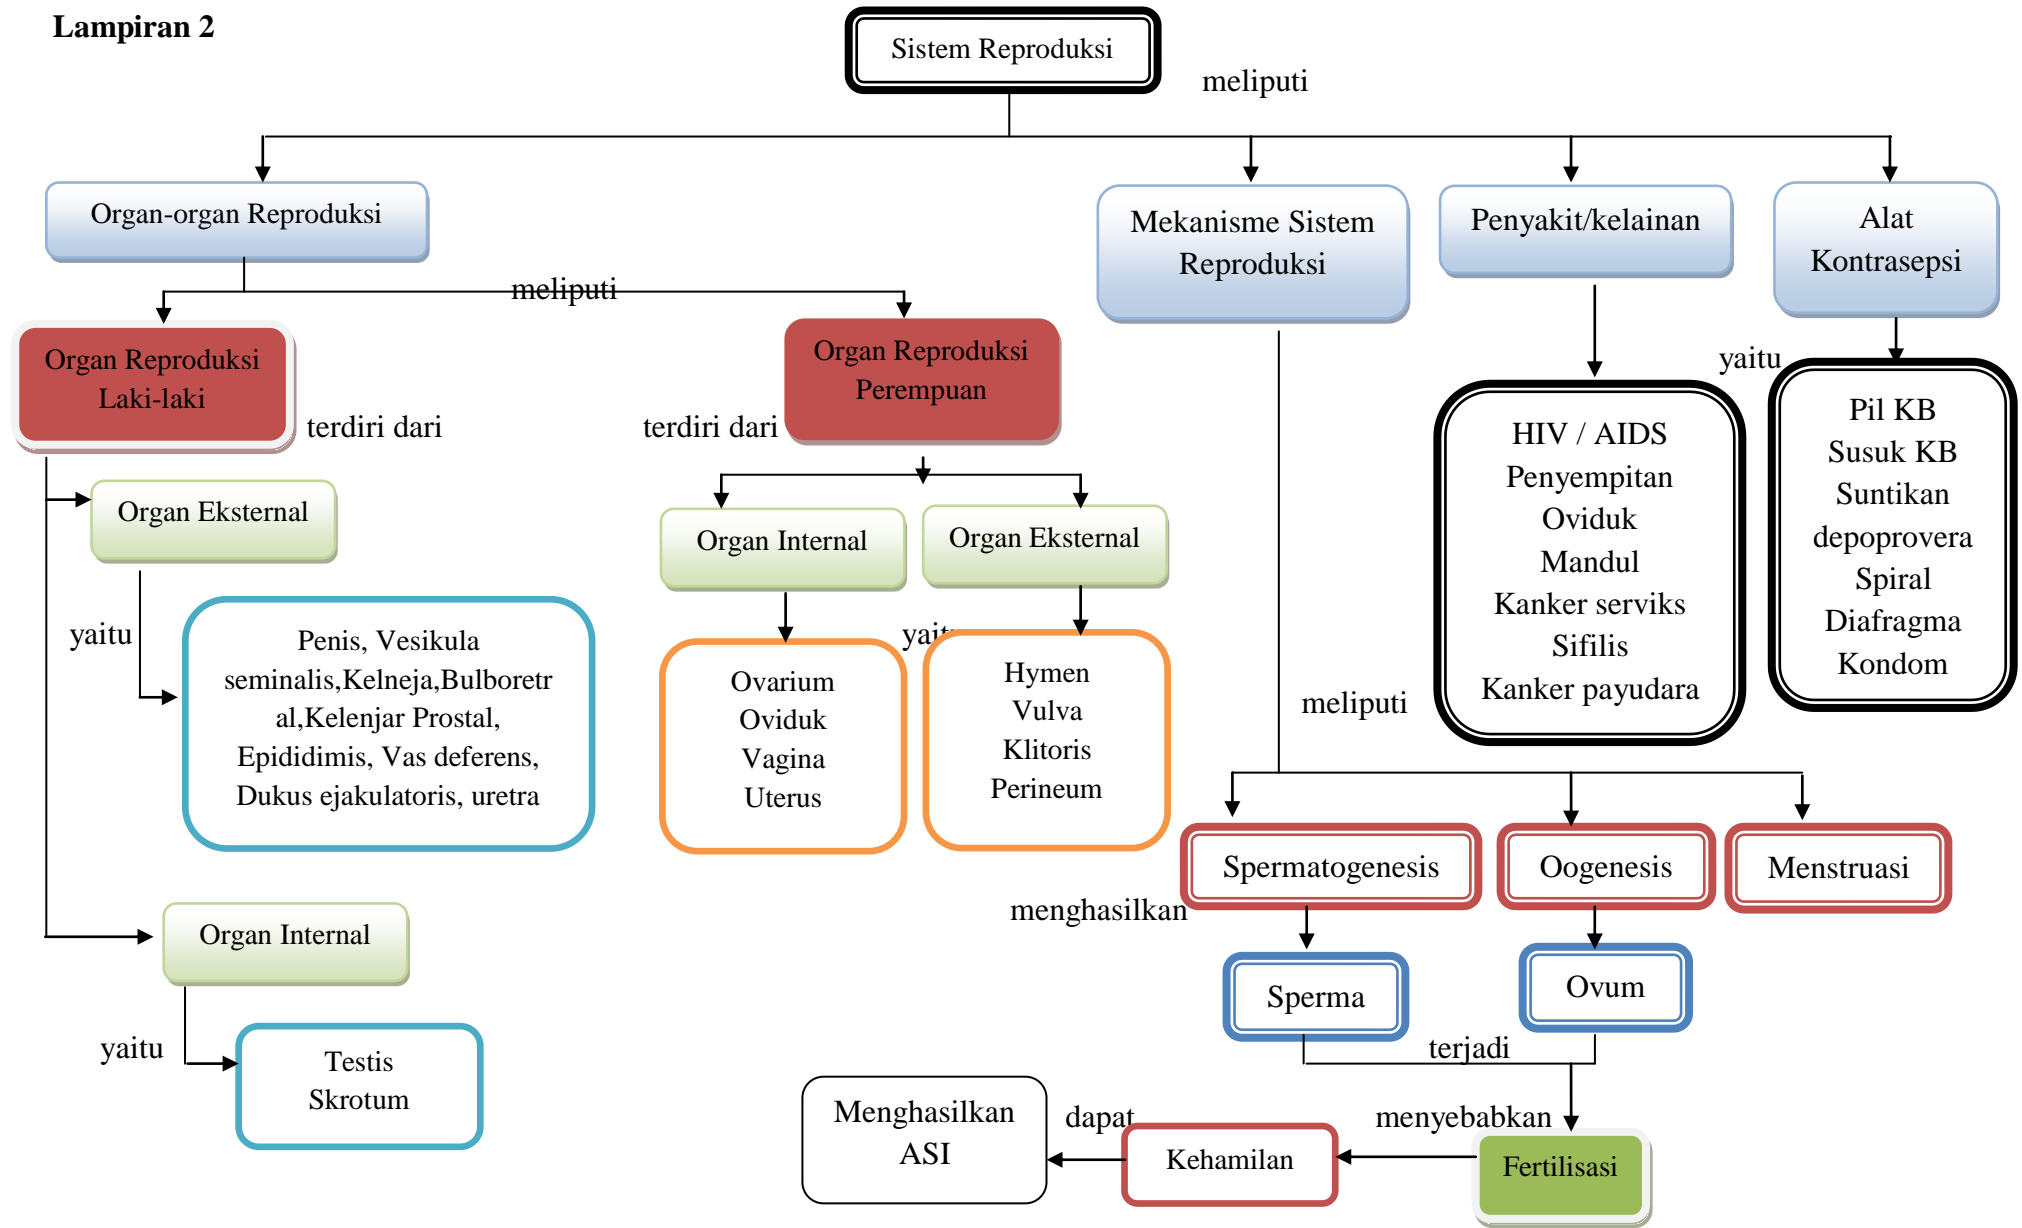 Lampiran 2
Sistem Reproduksi
meliputi
Organ-organ Reproduksi
Mekanisme Sistem
Reproduksi
Penyakit/kelainan
Alat
Kontrasepsi
meliputi
Organ Reproduksi
Laki-laki
terdiri dari
Organ Reproduksi
Perempuan
terdiri dari
yaitu
HIV / AIDS
Penyempitan
Oviduk
Mandul
Kanker serviks
Sifilis
Kanker payudara
Pil KB
Susuk KB
Suntikan
depoprovera
Spiral
Diafragma
Kondom
Organ Eksternal
Organ Internal
Organ Eksternal
yaitu
Penis, Vesikula
seminalis,Kelneja,Bulboretr
al,Kelenjar Prostal,
Epididimis, Vas deferens,
Dukus ejakulatoris, uretra
yaitu
Ovarium
Oviduk
Vagina
Uterus
Hymen
Vulva
Klitoris
Perineum
meliputi
Spermatogenesis
Oogenesis
Menstruasi
menghasilkan
Organ Internal
Sperma
Ovum
yaitu
Testis
Skrotum
terjadi
Menghasilkan
ASI
dapat
Kehamilan
menyebabkan
Fertilisasi